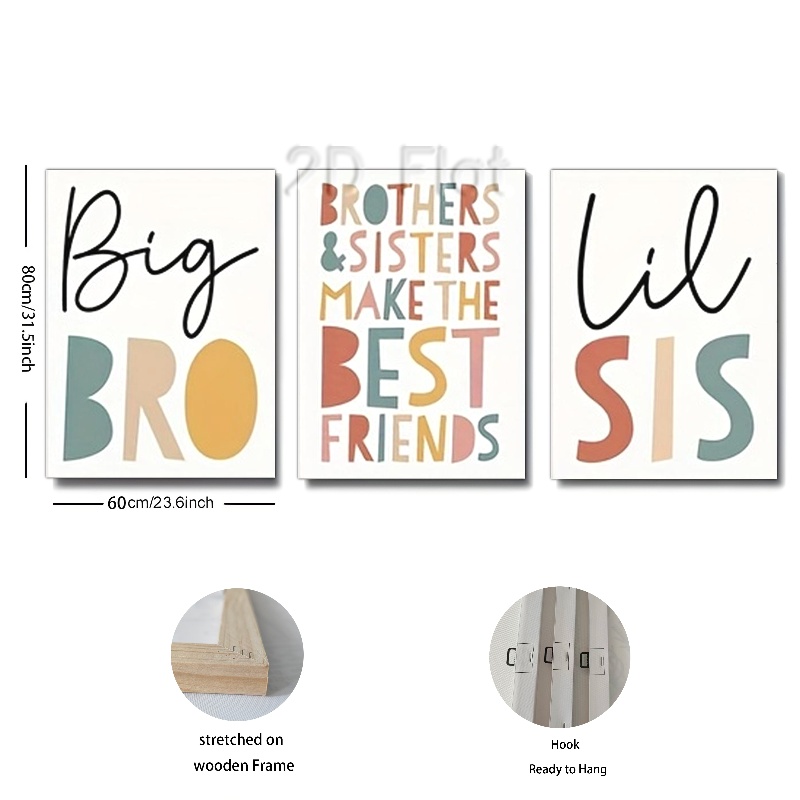 2D Flat
Big
BRO
BROTHERS
& SISTERS
MAKE THE
BEST
FRIENDS
Lil
SIS
80cm/31.5inch
60cm/23.6inch
stretched on
wooden Frame
Hook
Ready to Hang